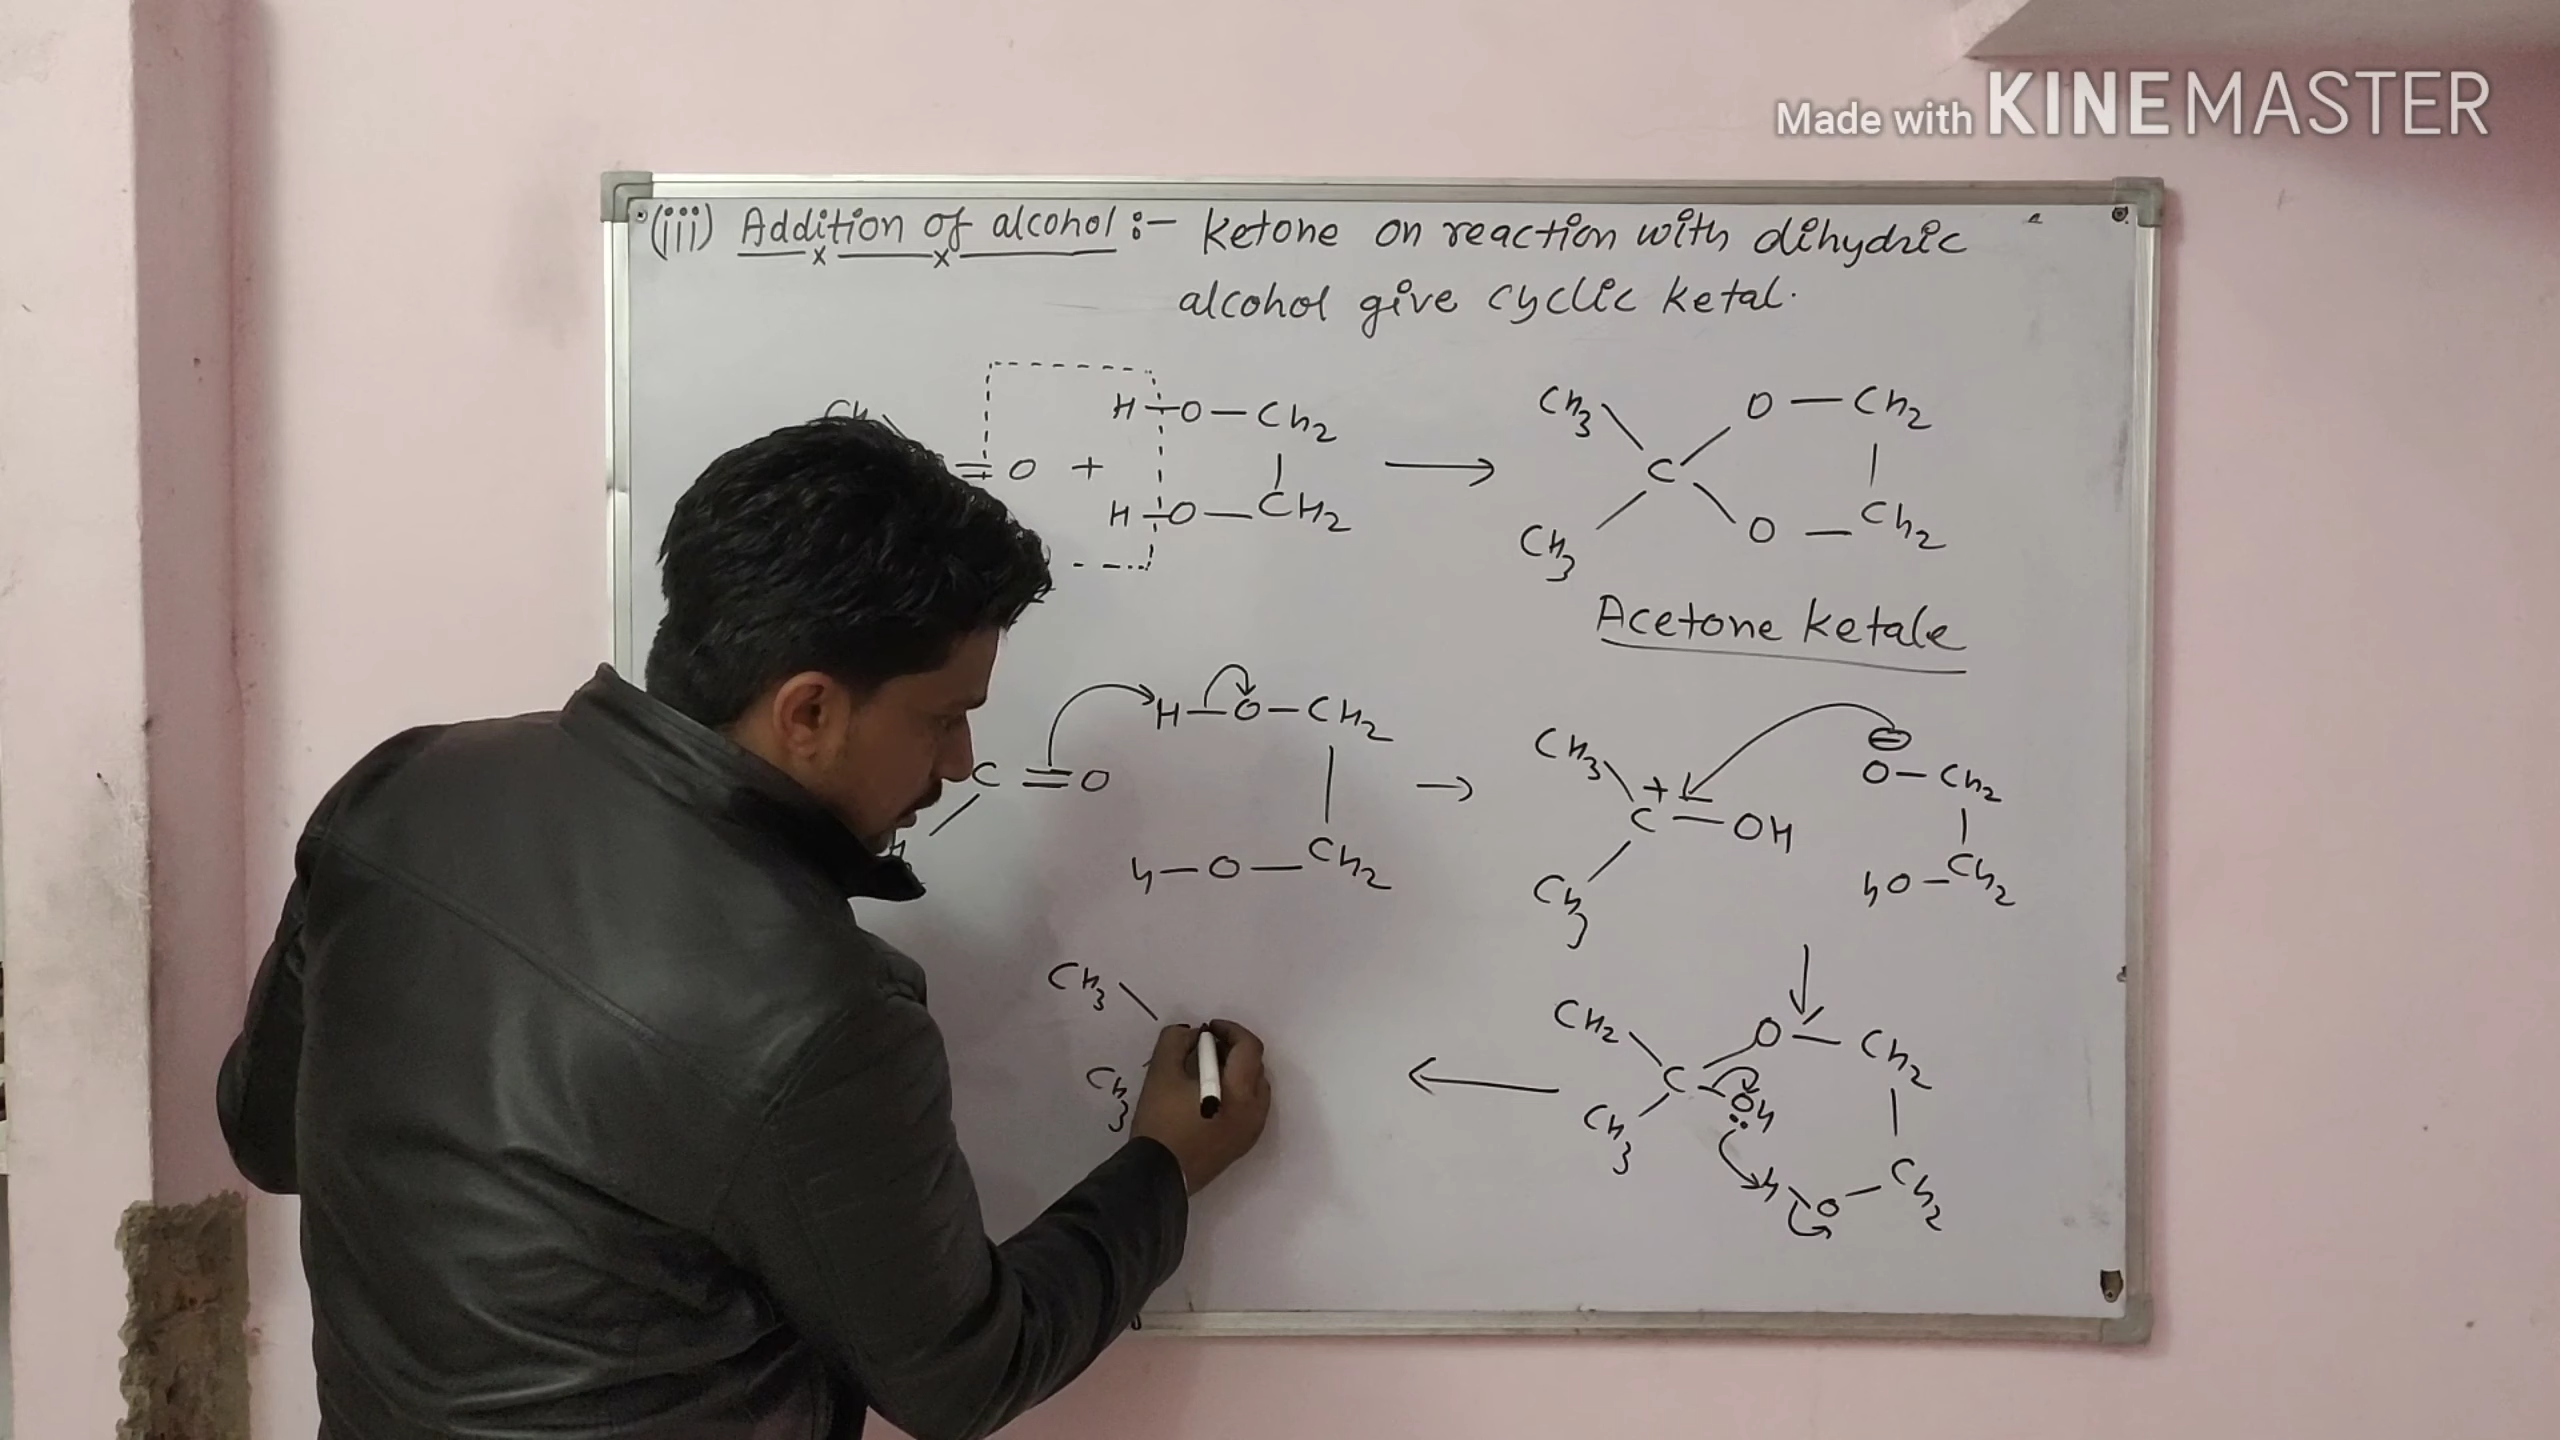 Made with KINEMASTER
(iii) Addition of alcohol :- Ketone on reaction with dihydric
alcohol give cyclic ketal.
H-O-CH2
CH3
O-CH2
=O +
C
H-O-CH2
CH3
O-CH2
Acetone Ketale
H-O-CH2
C=O
H-O-CH2
CH3
+
C=OH
CH3
⊖
O-CH2
HO-CH2
CH3
CH3
CH2
C
CH3
O-CH2
OH
H
O-CH2